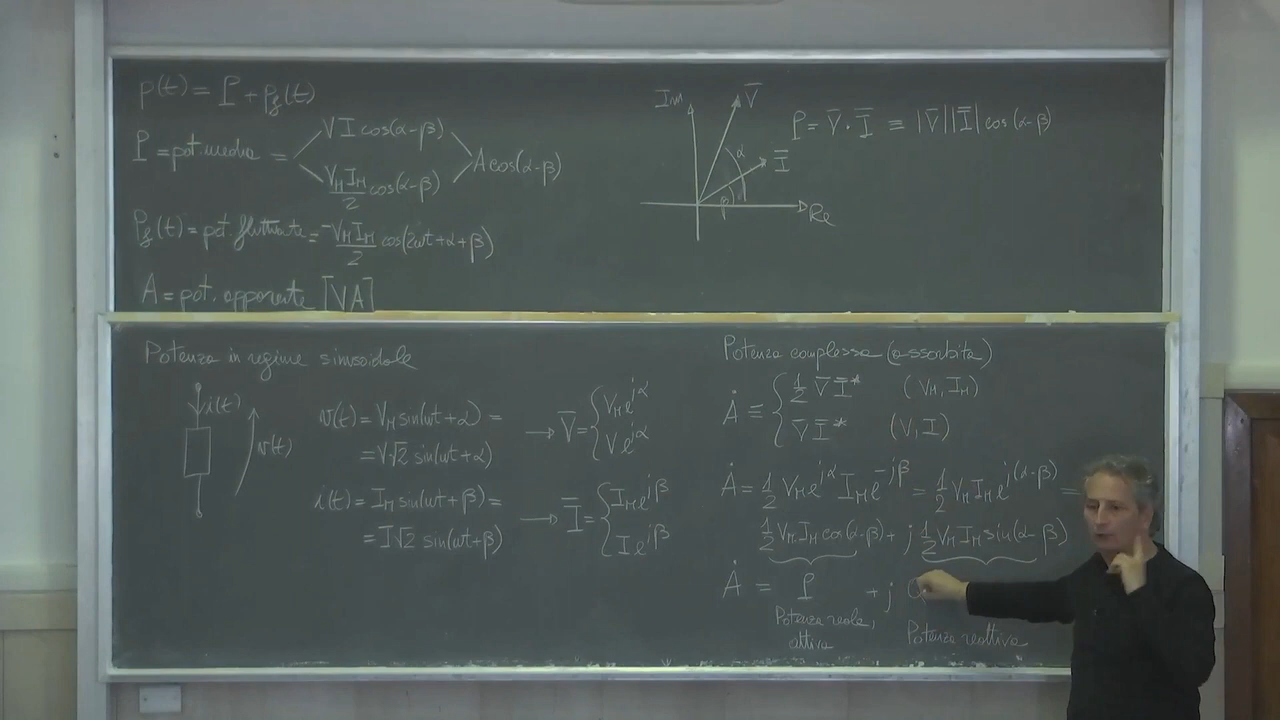 p(t) = P + p_f(t)
P = pot. media = VI cos(α-β)
V_M I_M / 2 cos(α-β)
A cos(α-β)
P_f(t) = pot. fluttuante = - V_M I_M / 2 cos(2ωt+α+β)
A = pot. apparente [VA]
Im
V̄
α
Ī
β
Re
P = V̄ · Ī ≡ |V̄||Ī| cos(α-β)
Potenza in regime sinusoidale
i(t)
v(t)
v(t) = V_M sin(ωt+α) =
= V√2 sin(ωt+α)
→ V̄ = { V_M e^{jα}
V e^{jα}
i(t) = I_M sin(ωt+β) =
= I√2 sin(ωt+β)
→ Ī = { I_M e^{jβ}
I e^{jβ}
Potenza complessa (assorbita)
Ȧ ≡ { 1/2 V̄ Ī* (V_M, I_M)
V̄ Ī* (V, I)
Ȧ = 1/2 V_M e^{jα} I_M e^{-jβ} = 1/2 V_M I_M e^{j(α-β)} =
1/2 V_M I_M cos(α-β) + j 1/2 V_M I_M sin(α-β)
Ȧ = P + j
Potenza reale,
attiva
Potenza reattiva